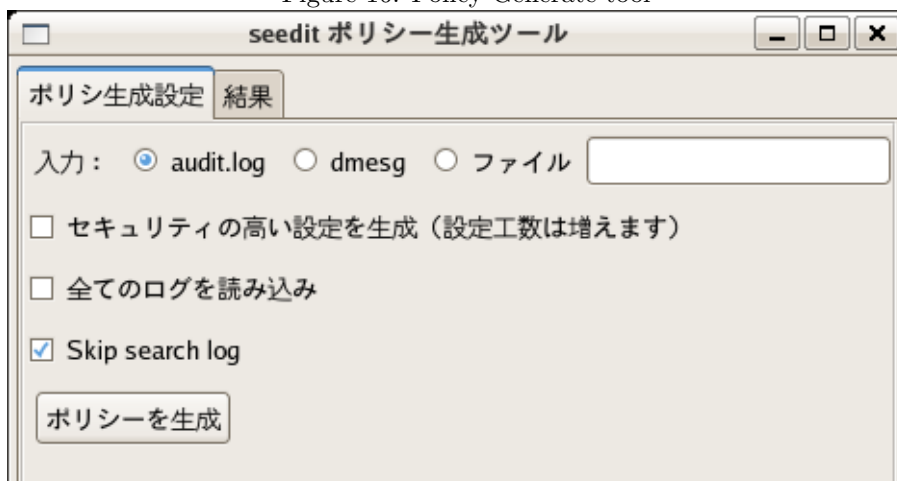 Figure 10: Policy Generate tool
seedit ポリシー生成ツール
ポリシ生成設定 結果
入力： audit.log dmesg ファイル
セキュリティの高い設定を生成（設定工数は増えます）
全てのログを読み込み
Skip search log
ポリシーを生成